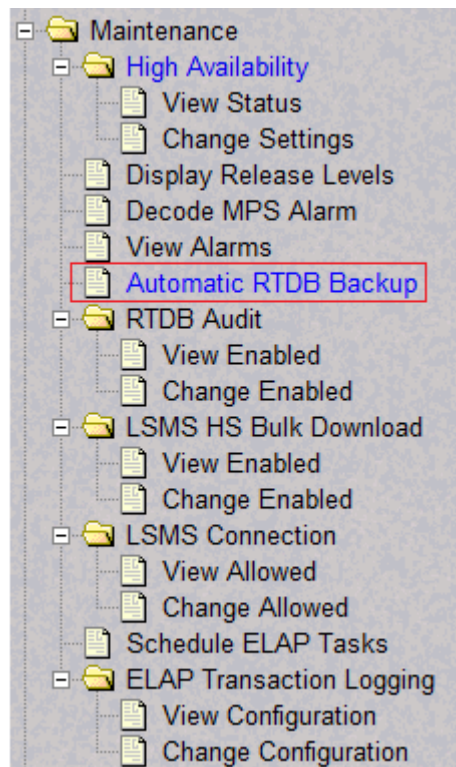 Maintenance
High Availability
View Status
Change Settings
Display Release Levels
Decode MPS Alarm
View Alarms
Automatic RTDB Backup
RTDB Audit
View Enabled
Change Enabled
LSMS HS Bulk Download
View Enabled
Change Enabled
LSMS Connection
View Allowed
Change Allowed
Schedule ELAP Tasks
ELAP Transaction Logging
View Configuration
Change Configuration